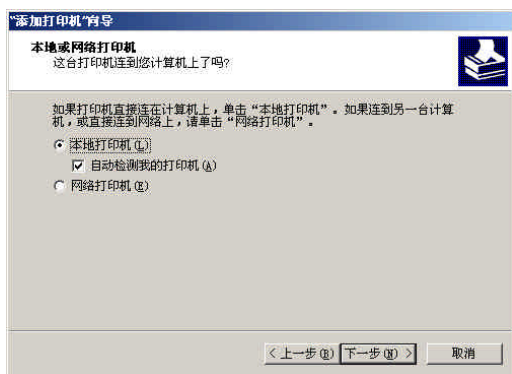 "添加打印机"向导
本地或网络打印机
这台打印机连到您计算机上了吗?
如果打印机直接连在计算机上，单击“本地打印机”。如果连到另一台计算
机，或直接连到网络上，请单击“网络打印机”。
本地打印机(L)
自动检测我的打印机(A)
网络打印机(E)
< 上一步(B) 下一步(N) > 取消